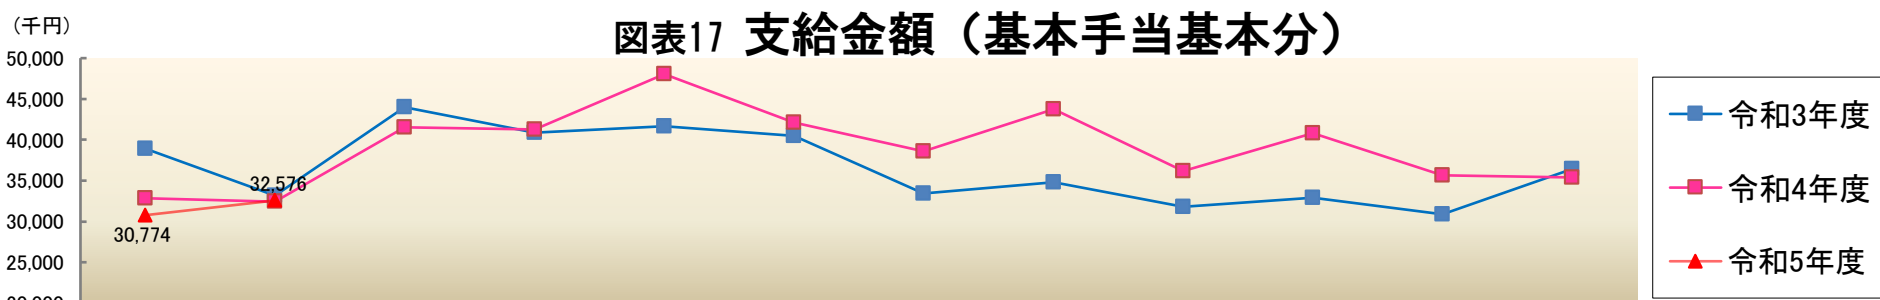 (千円)
図表17 支給金額（基本手当基本分）
50,000
45,000
40,000
35,000
30,000
25,000
32,576
30,774
令和3年度
令和4年度
令和5年度